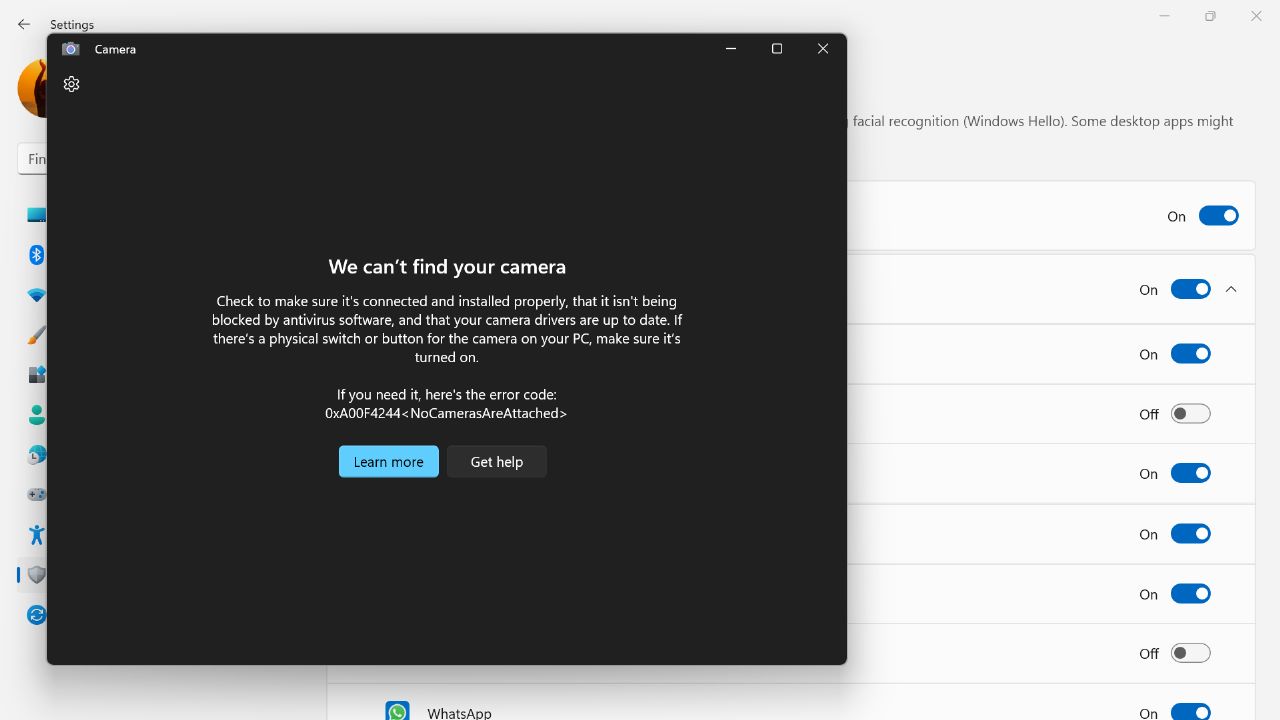 Settings
Camera
facial recognition (Windows Hello). Some desktop apps might
Fin
On
On
We can’t find your camera
Check to make sure it's connected and installed properly, that it isn't being
blocked by antivirus software, and that your camera drivers are up to date. If
there’s a physical switch or button for the camera on your PC, make sure it’s
turned on.
On
If you need it, here's the error code:
0xA00F4244<NoCamerasAreAttached>
Off
Learn more
Get help
On
On
On
Off
WhatsApp
On